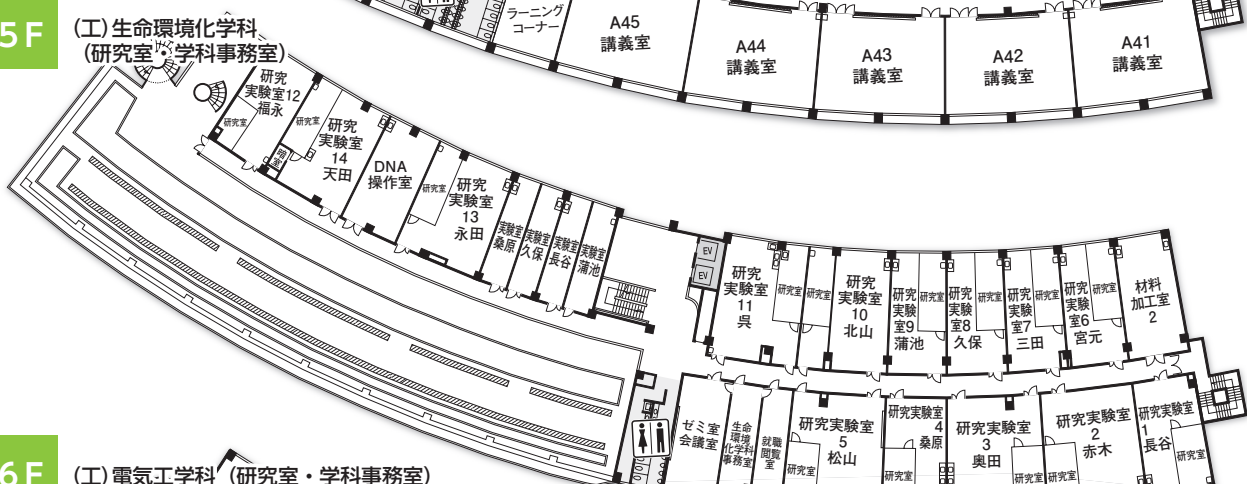 5F
(工)生命環境化学科
(研究室・学科事務室)
ラーニング
コーナー
A45
講義室
A44
講義室
A43
講義室
A42
講義室
A41
講義室
研究
実験室12
福永
研究室
研究室
暗室
研究
実験室
14
天田
DNA
操作室
研究室
研究
実験室
13
永田
実験室
桑原
実験室
久保
実験室
長谷
実験室
蒲池
EV
EV
研究
実験室
11
呉
研究室
研究室
研究
実験室
10
北山
研究
実験
室9
蒲池
研究室
研究
実験
室8
久保
研究室
研究
実験
室7
三田
研究室
研究
実験
室6
宮元
研究室
材料
加工室
2
ゼミ室
会議室
生命
環境
化学科
事務室
就職
閲覧
室
研究実験室
5
松山
研究室
研究実験室
4
桑原
研究室
研究実験室
3
奥田
研究室
研究実験室
2
赤木
研究室
研究実験室
1
長谷
研究室
6F
(工)電気工学科(研究室・学科事務室)